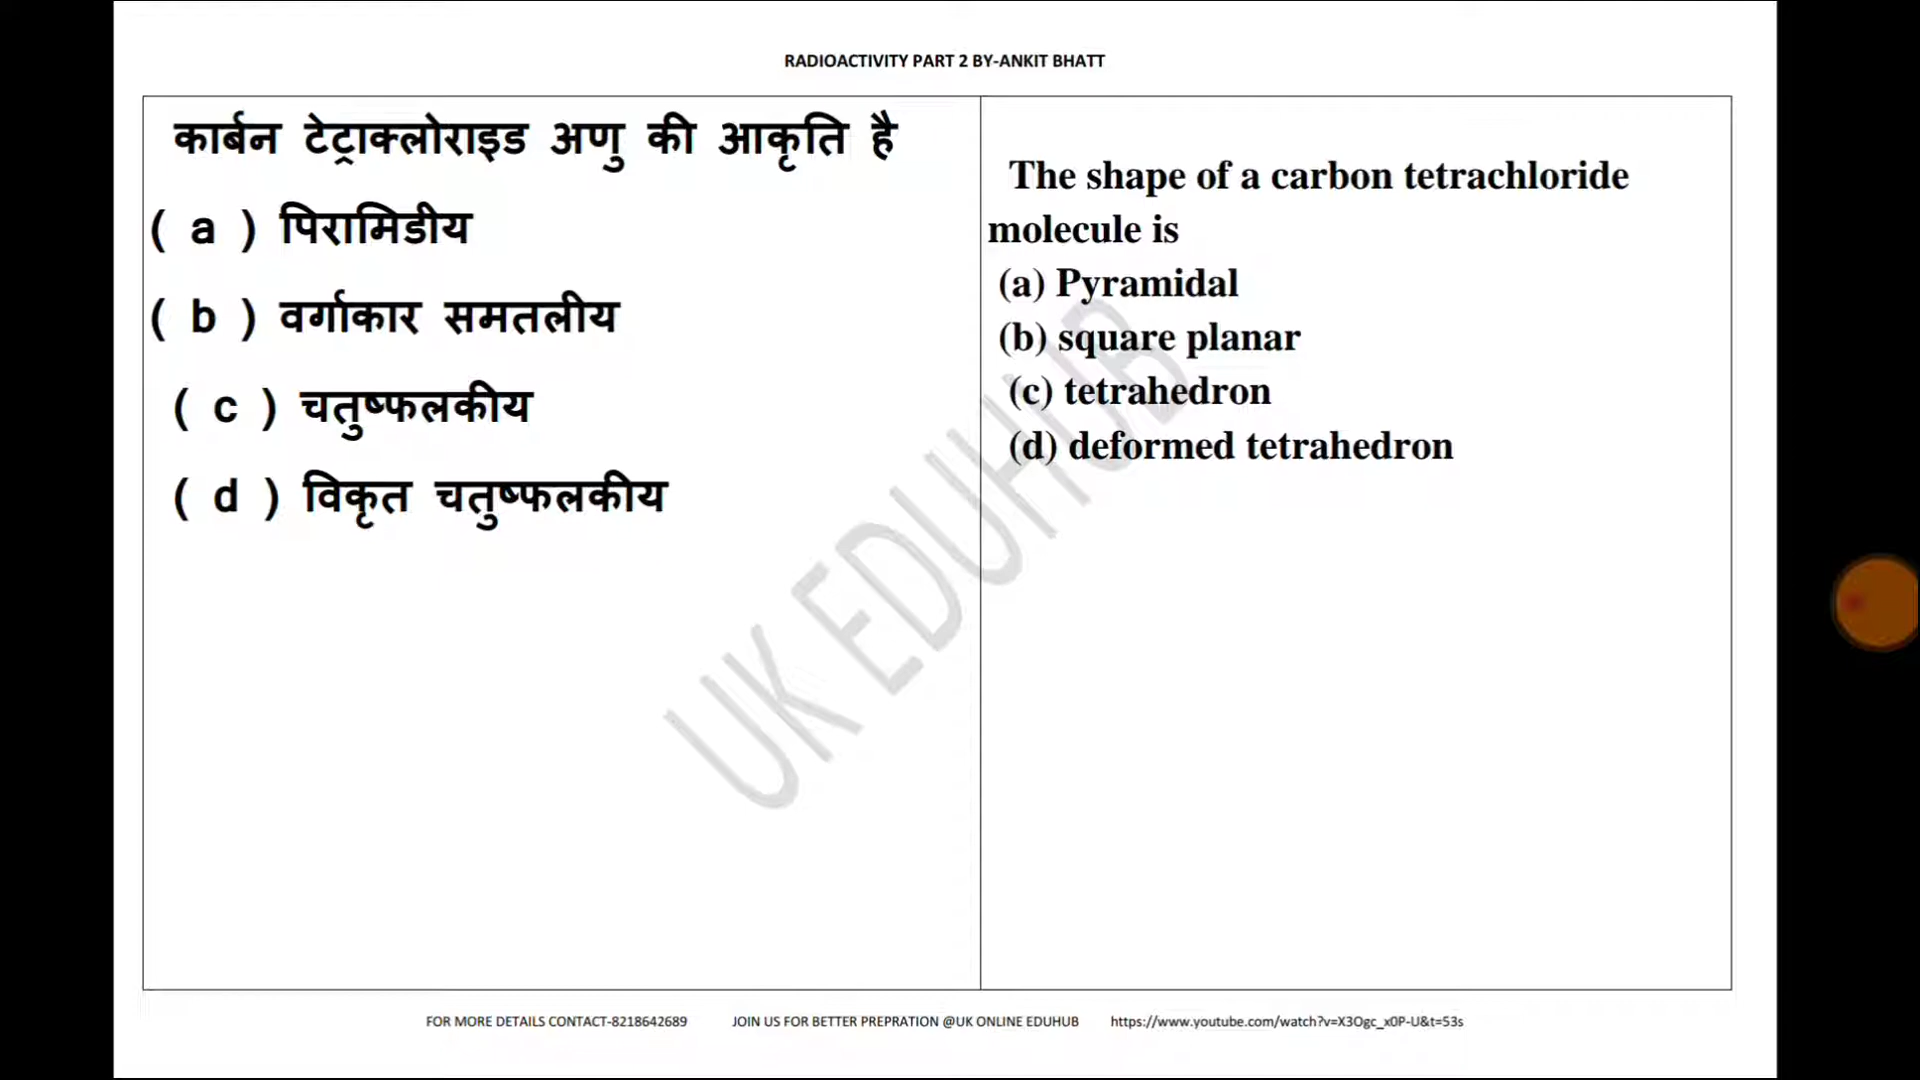 RADIOACTIVITY PART 2 BY-ANKIT BHATT
कार्बन टेट्राक्लोराइड अणु की आकृति है
( a ) पिरामिडीय
( b ) वर्गाकार समतलीय
( c ) चतुष्फलकीय
( d ) विकृत चतुष्फलकीय
The shape of a carbon tetrachloride
molecule is
(a) Pyramidal
(b) square planar
(c) tetrahedron
(d) deformed tetrahedron
UK EDUHUB
FOR MORE DETAILS CONTACT-8218642689 JOIN US FOR BETTER PREPRATION @UK ONLINE EDUHUB https://www.youtube.com/watch?v=X3Ogc_x0P-U&t=53s